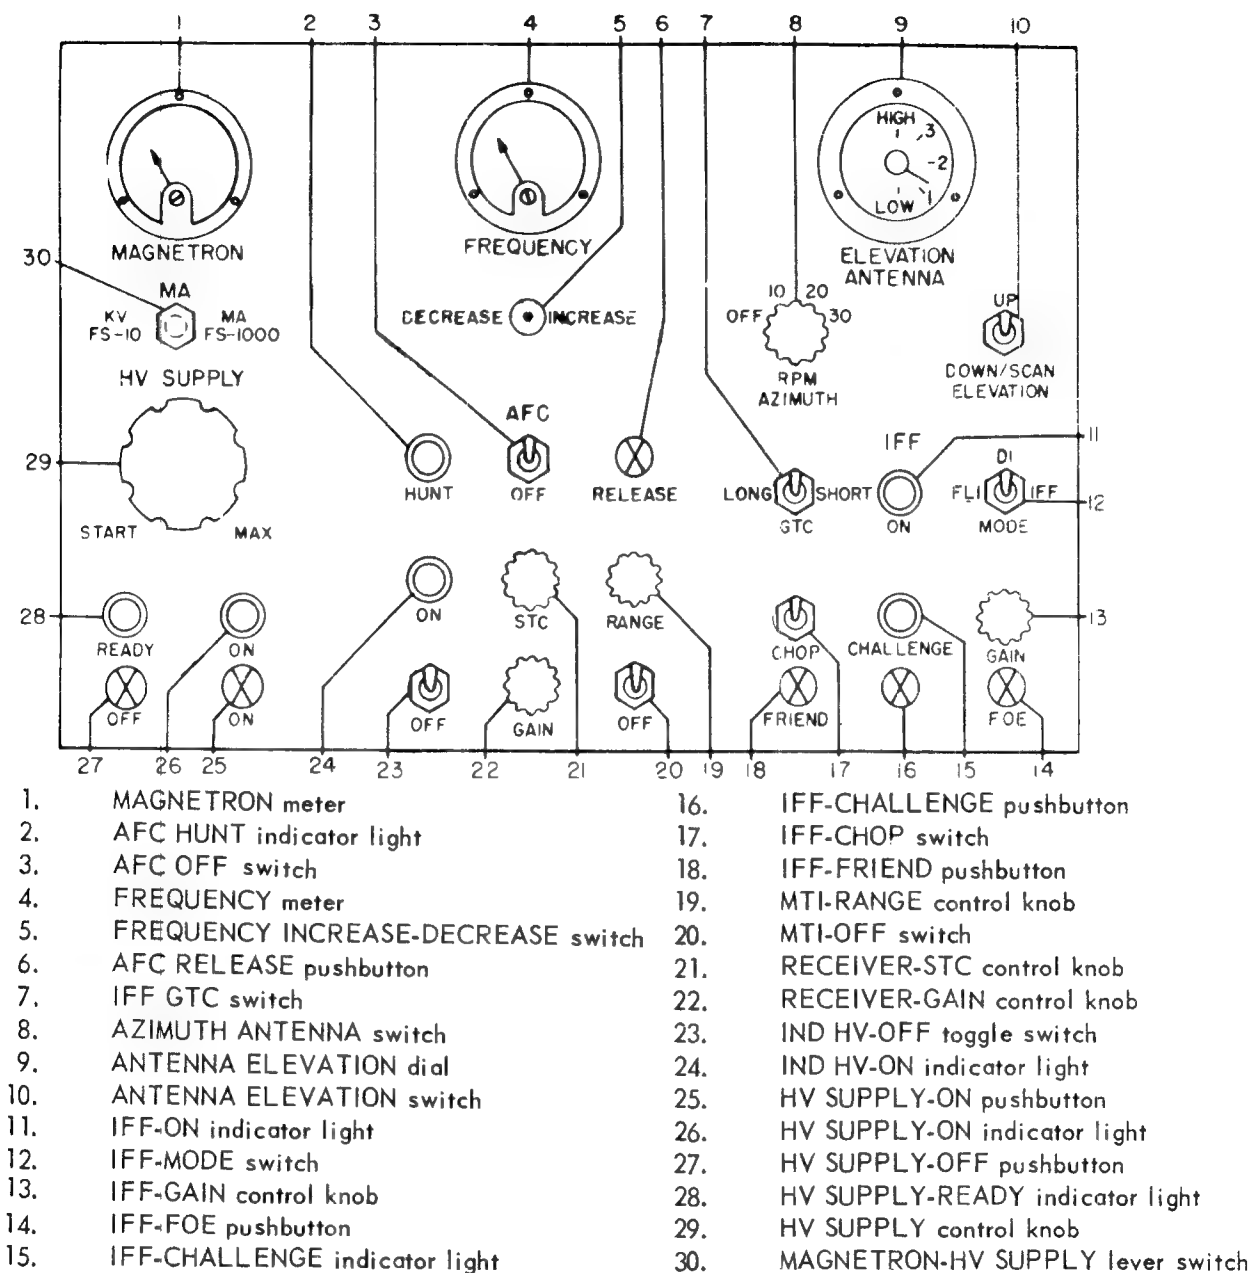 1 2 3 4 5 6 7 8 9 10
HIGH
3
2
1
LOW
MAGNETRON
FREQUENCY
ELEVATION
ANTENNA
30
MA
KV
FS-10
MA
FS-1000
DECREASE
INCREASE
10 20
OFF 30
RPM
AZIMUTH
UP
DOWN/SCAN
ELEVATION
HV SUPPLY
AFC
IFF
11
DI
29
HUNT
OFF
RELEASE
LONG
SHORT
GTC
ON
FLI
IFF
MODE
12
START
MAX
28
READY
ON
ON
STC
RANGE
CHOP
CHALLENGE
GAIN
13
OFF
ON
OFF
GAIN
OFF
FRIEND
FOE
27 26 25 24 23 22 21 20 19 18 17 16 15 14
1. MAGNETRON meter
2. AFC HUNT indicator light
3. AFC OFF switch
4. FREQUENCY meter
5. FREQUENCY INCREASE-DECREASE switch
6. AFC RELEASE pushbutton
7. IFF GTC switch
8. AZIMUTH ANTENNA switch
9. ANTENNA ELEVATION dial
10. ANTENNA ELEVATION switch
11. IFF-ON indicator light
12. IFF-MODE switch
13. IFF-GAIN control knob
14. IFF-FOE pushbutton
15. IFF-CHALLENGE indicator light
16. IFF-CHALLENGE pushbutton
17. IFF-CHOP switch
18. IFF-FRIEND pushbutton
19. MTI-RANGE control knob
20. MTI-OFF switch
21. RECEIVER-STC control knob
22. RECEIVER-GAIN control knob
23. IND HV-OFF toggle switch
24. IND HV-ON indicator light
25. HV SUPPLY-ON pushbutton
26. HV SUPPLY-ON indicator light
27. HV SUPPLY-OFF pushbutton
28. HV SUPPLY-READY indicator light
29. HV SUPPLY control knob
30. MAGNETRON-HV SUPPLY lever switch